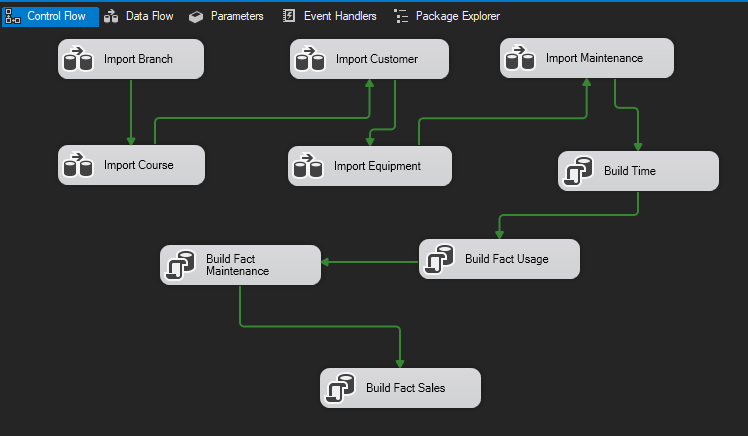 Control Flow Data Flow Parameters Event Handlers Package Explorer
Import Branch
Import Customer
Import Maintenance
Import Course
Import Equipment
Build Time
Build Fact
Maintenance
Build Fact Usage
Build Fact Sales